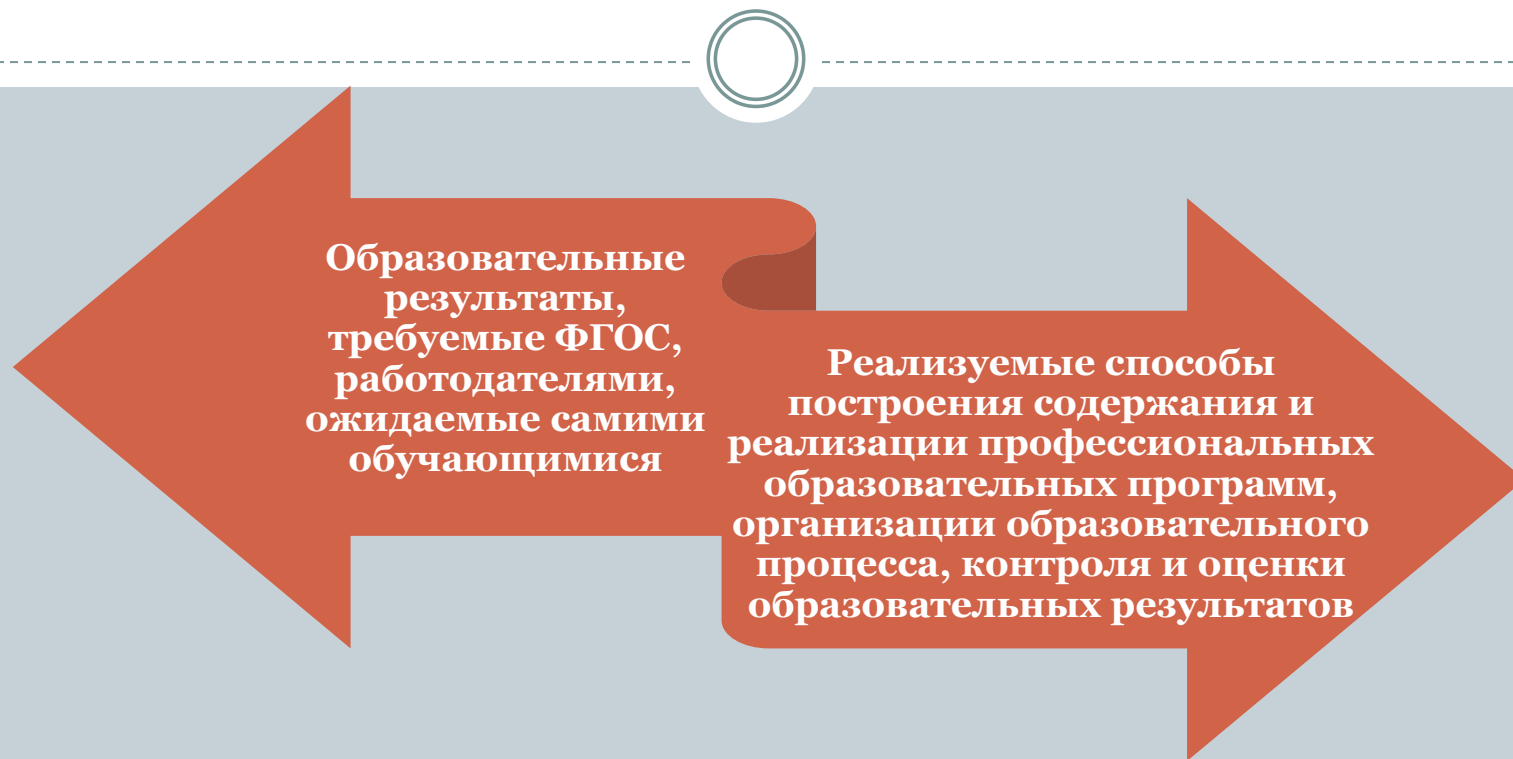 Образовательные
результаты,
требуемые ФГОС,
работодателями,
ожидаемые самими
обучающимися
Реализуемые способы
построения содержания и
реализации профессиональных
образовательных программ,
организации образовательного
процесса, контроля и оценки
образовательных результатов